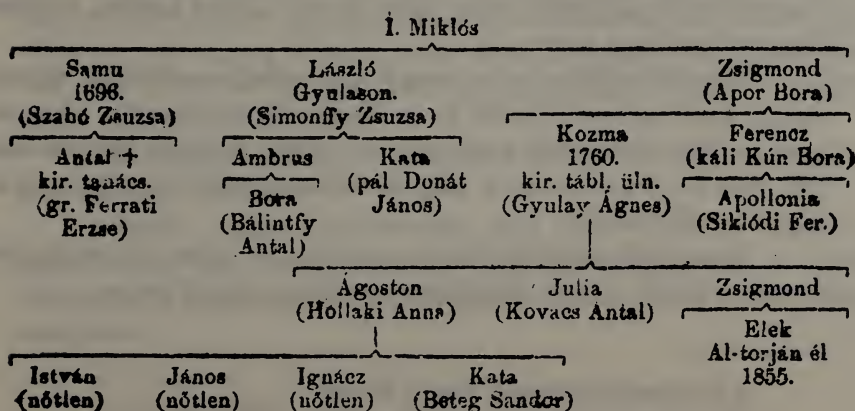 I. Miklós
Samu László Zsigmond
1696. Gyulason. (Apor Bora)
(Szabó Zsuzsa) (Simonffy Zsuzsa)
Antal † Ambrus Kata Kozma Ferencz
kir. tanács. (pál Donát 1760. (káli Kún Bora)
(gr. Ferrati Bora János) kir. tábl. üln. Apollonia
Erzse) (Bálintfy (Gyulay Ágnes) (Siklódi Fer.)
Antal)
Ágoston Julia Zsigmond
(Hollaki Anna) (Kovacs Antal)
Elek
Al-torján él
1855.
István János Ignácz Kata
(nőtlen) (nőtlen) (nőtlen) (Beteg Sandor)